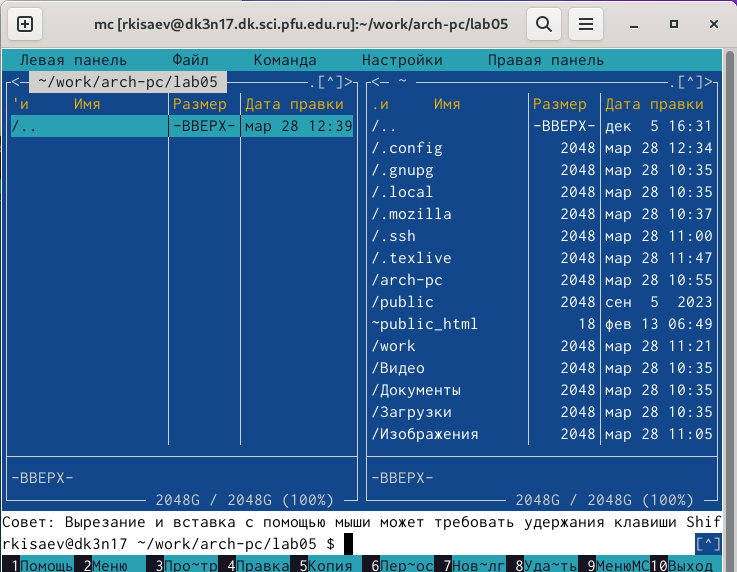 mc [rkisaev@dk3n17.dk.sci.pfu.edu.ru]:~/work/arch-pc/lab05
Левая панель Файл Команда Настройки Правая панель
<— ~/work/arch-pc/lab05 —.[^]> <— ~ —.[^]>
'и Имя Размер Дата правки .и Имя Размер Дата правки
/.. -ВВЕРХ- мар 28 12:39 /.. -ВВЕРХ- дек 5 16:31
/.config 2048 мар 28 12:34
/.gnupg 2048 мар 28 10:35
/.local 2048 мар 28 10:35
/.mozilla 2048 мар 28 10:37
/.ssh 2048 мар 28 11:00
/.texlive 2048 мар 28 11:47
/arch-pc 2048 мар 28 10:55
/public 2048 сен 5 2023
~public_html 18 фев 13 06:49
/work 2048 мар 28 11:21
/Видео 2048 мар 28 10:35
/Документы 2048 мар 28 10:35
/Загрузки 2048 мар 28 10:35
/Изображения 2048 мар 28 11:05
-ВВЕРХ- -ВВЕРХ-
2048G / 2048G (100%) 2048G / 2048G (100%)
Совет: Вырезание и вставка с помощью мыши может требовать удержания клавиши Shif
rkisaev@dk3n17 ~/work/arch-pc/lab05 $ [^]
1Помощь 2Меню 3Про~тр 4Правка 5Копия 6Пер~ос 7Нов~лг 8Уда~ть 9МенюMC 10Выход